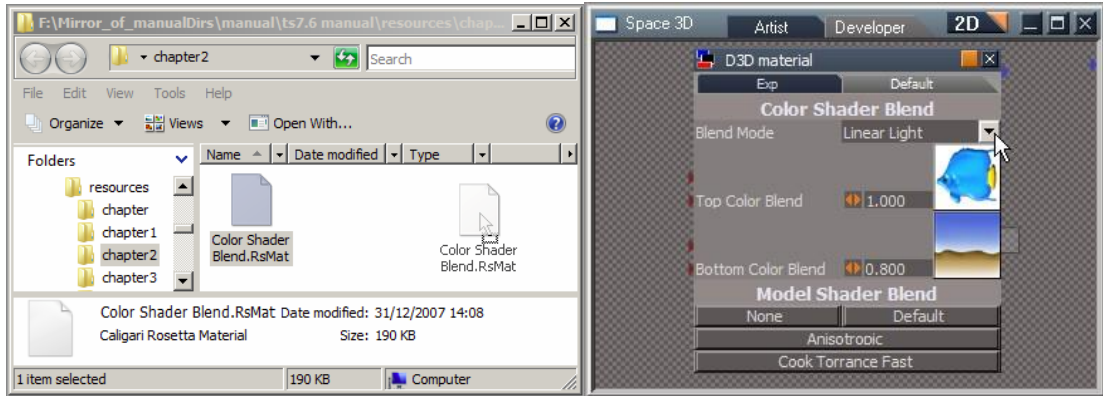 F:\Mirror_of_manualDirs\manual\ts7.6 manual\resources\chap...
chapter2
Search
File Edit View Tools Help
Organize Views Open With...
Folders
Name Date modified Type
resources
chapter
chapter1
chapter2
chapter3
Color Shader
Blend.RsMat
Color Shader
Blend.RsMat
Color Shader Blend.RsMat Date modified: 31/12/2007 14:08
Caligari Rosetta Material Size: 190 KB
1 item selected 190 KB Computer
Space 3D Artist Developer 2D
D3D material
Exp Default
Color Shader Blend
Blend Mode Linear Light
Top Color Blend 1.000
Bottom Color Blend 0.800
Model Shader Blend
None Default
Anisotropic
Cook Torrance Fast